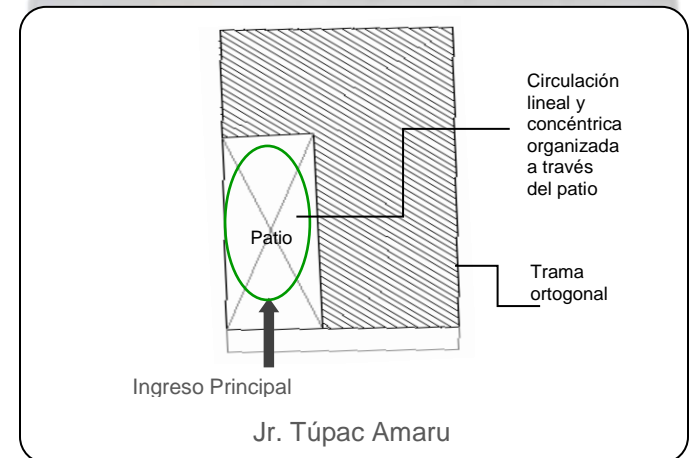 Circulación
lineal y
concéntrica
organizada
a través
del patio
Patio
Trama
ortogonal
Ingreso Principal
Jr. Túpac Amaru